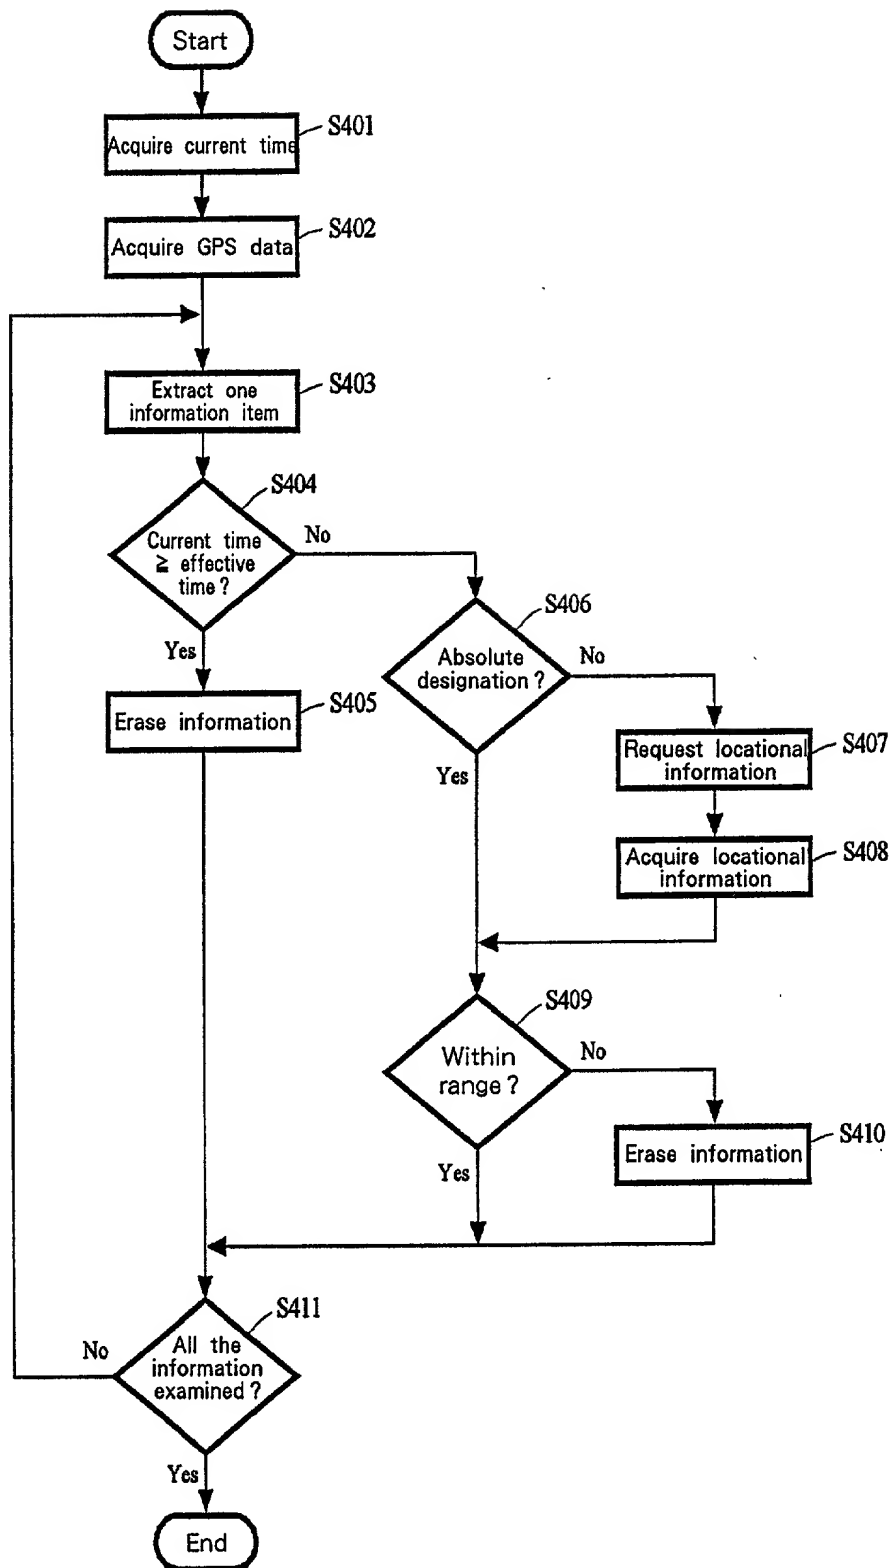 Start
Acquire current time
S401
Acquire GPS data
S402
Extract one
information item
S403
S404
Current time
≧ effective
time ?
No
Yes
Erase information
S405
S406
Absolute
designation ?
No
Yes
Request locational
information
S407
Acquire locational
information
S408
S409
Within
range ?
No
Yes
Erase information
S410
S411
All the
information
examined ?
No
Yes
End